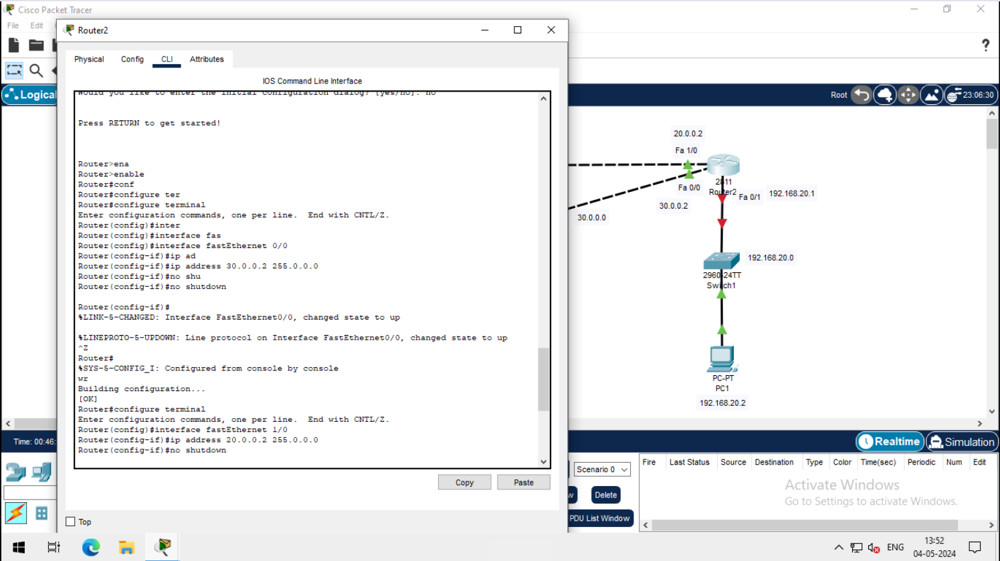 Cisco Packet Tracer
File Edit
Router2
Physical Config CLI Attributes
IOS Command Line Interface
Would you like to enter the initial configuration dialog? [yes/no]: no
Press RETURN to get started!
Router>ena
Router>enable
Router#conf
Router#configure ter
Router#configure terminal
Enter configuration commands, one per line.  End with CNTL/Z.
Router(config)#inter
Router(config)#interface fas
Router(config)#interface fastEthernet 0/0
Router(config-if)#ip ad
Router(config-if)#ip address 30.0.0.2 255.0.0.0
Router(config-if)#no shu
Router(config-if)#no shutdown
Router(config-if)#
%LINK-5-CHANGED: Interface FastEthernet0/0, changed state to up
%LINEPROTO-5-UPDOWN: Line protocol on Interface FastEthernet0/0, changed state to up
^Z
Router#
%SYS-5-CONFIG_I: Configured from console by console
wr
Building configuration...
[OK]
Router#configure terminal
Enter configuration commands, one per line.  End with CNTL/Z.
Router(config)#interface fastEthernet 1/0
Router(config-if)#ip address 20.0.0.2 255.0.0.0
Router(config-if)#no shutdown
Copy Paste
Top
?
Logical
Root 23:06:30
20.0.0.2
Fa 1/0
2811
Router2
Fa 0/0
Fa 0/1
192.168.20.1
30.0.0.2
30.0.0.0
192.168.20.0
2960-24TT
Switch1
PC-PT
PC1
192.168.20.2
Time: 00:46:
Realtime Simulation
Scenario 0
Delete
PDU List Window
Fire Last Status Source Destination Type Color Time(sec) Periodic Num Edit
Activate Windows
Go to Settings to activate Windows.
ENG
13:52
04-05-2024